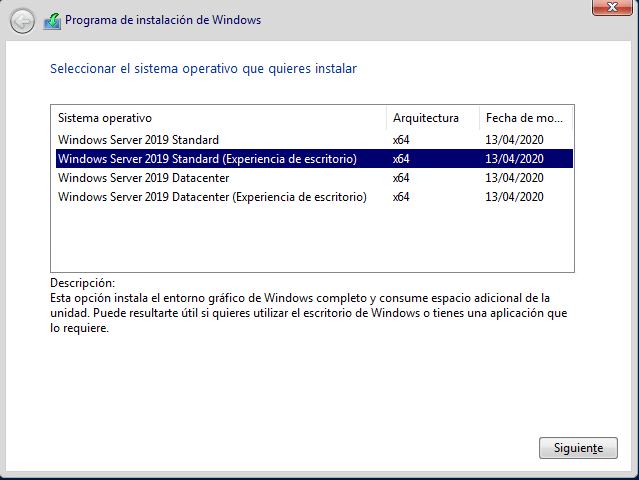 Programa de instalación de Windows
Seleccionar el sistema operativo que quieres instalar
Sistema operativo Arquitectura Fecha de mo...
Windows Server 2019 Standard x64 13/04/2020
Windows Server 2019 Standard (Experiencia de escritorio) x64 13/04/2020
Windows Server 2019 Datacenter x64 13/04/2020
Windows Server 2019 Datacenter (Experiencia de escritorio) x64 13/04/2020
Descripción:
Esta opción instala el entorno gráfico de Windows completo y consume espacio adicional de la
unidad. Puede resultarte útil si quieres utilizar el escritorio de Windows o tienes una aplicación que
lo requiere.
Siguiente